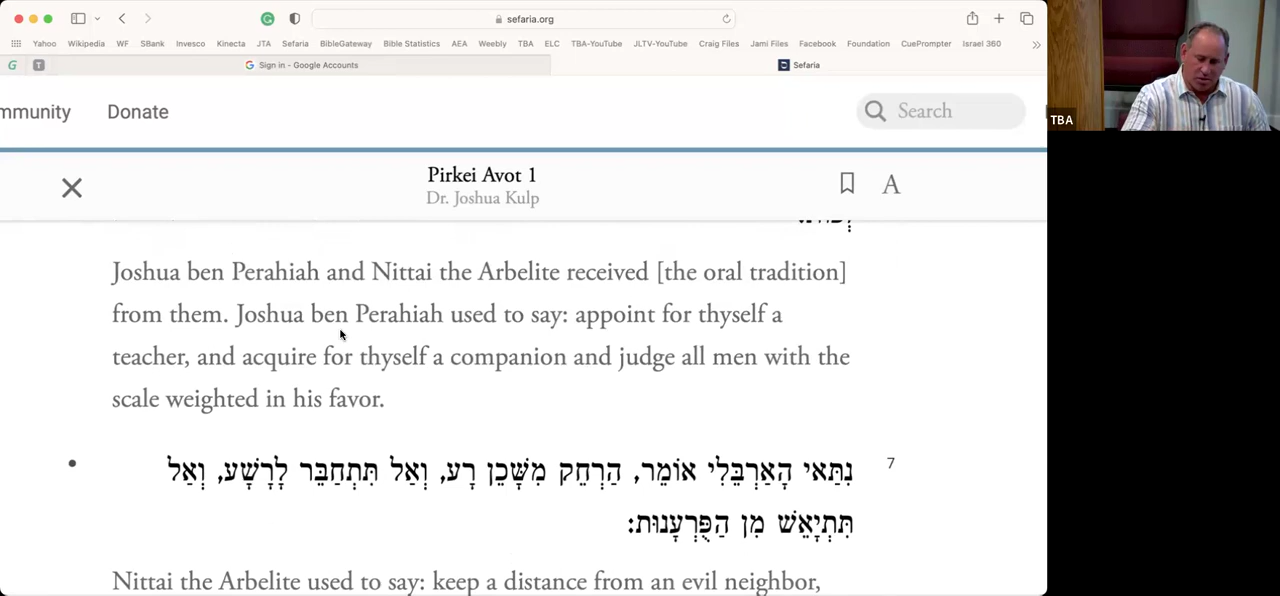 sefaria.org
Yahoo Wikipedia WF SBank Invesco Kinecta JTA Sefaria BibleGateway Bible Statistics AEA Weebly TBA ELC TBA-YouTube JLTV-YouTube Craig Files Jami Files Facebook Foundation CuePrompter Israel 360
Sign in - Google Accounts Sefaria
mmunity Donate Search
TBA
Pirkei Avot 1
Dr. Joshua Kulp
A
Joshua ben Perahiah and Nittai the Arbelite received [the oral tradition]
from them. Joshua ben Perahiah used to say: appoint for thyself a
teacher, and acquire for thyself a companion and judge all men with the
scale weighted in his favor.
7
נִתַּאי הָאַרְבֵּלִי אוֹמֵר, הַרְחֵק מִשָּׁכֵן רָע, וְאַל תִּתְחַבֵּר לָרָשָׁע, וְאַל
תִּתְיָאֵשׁ מִן הַפֻּרְעָנוּת:
Nittai the Arbelite used to say: keep a distance from an evil neighbor,